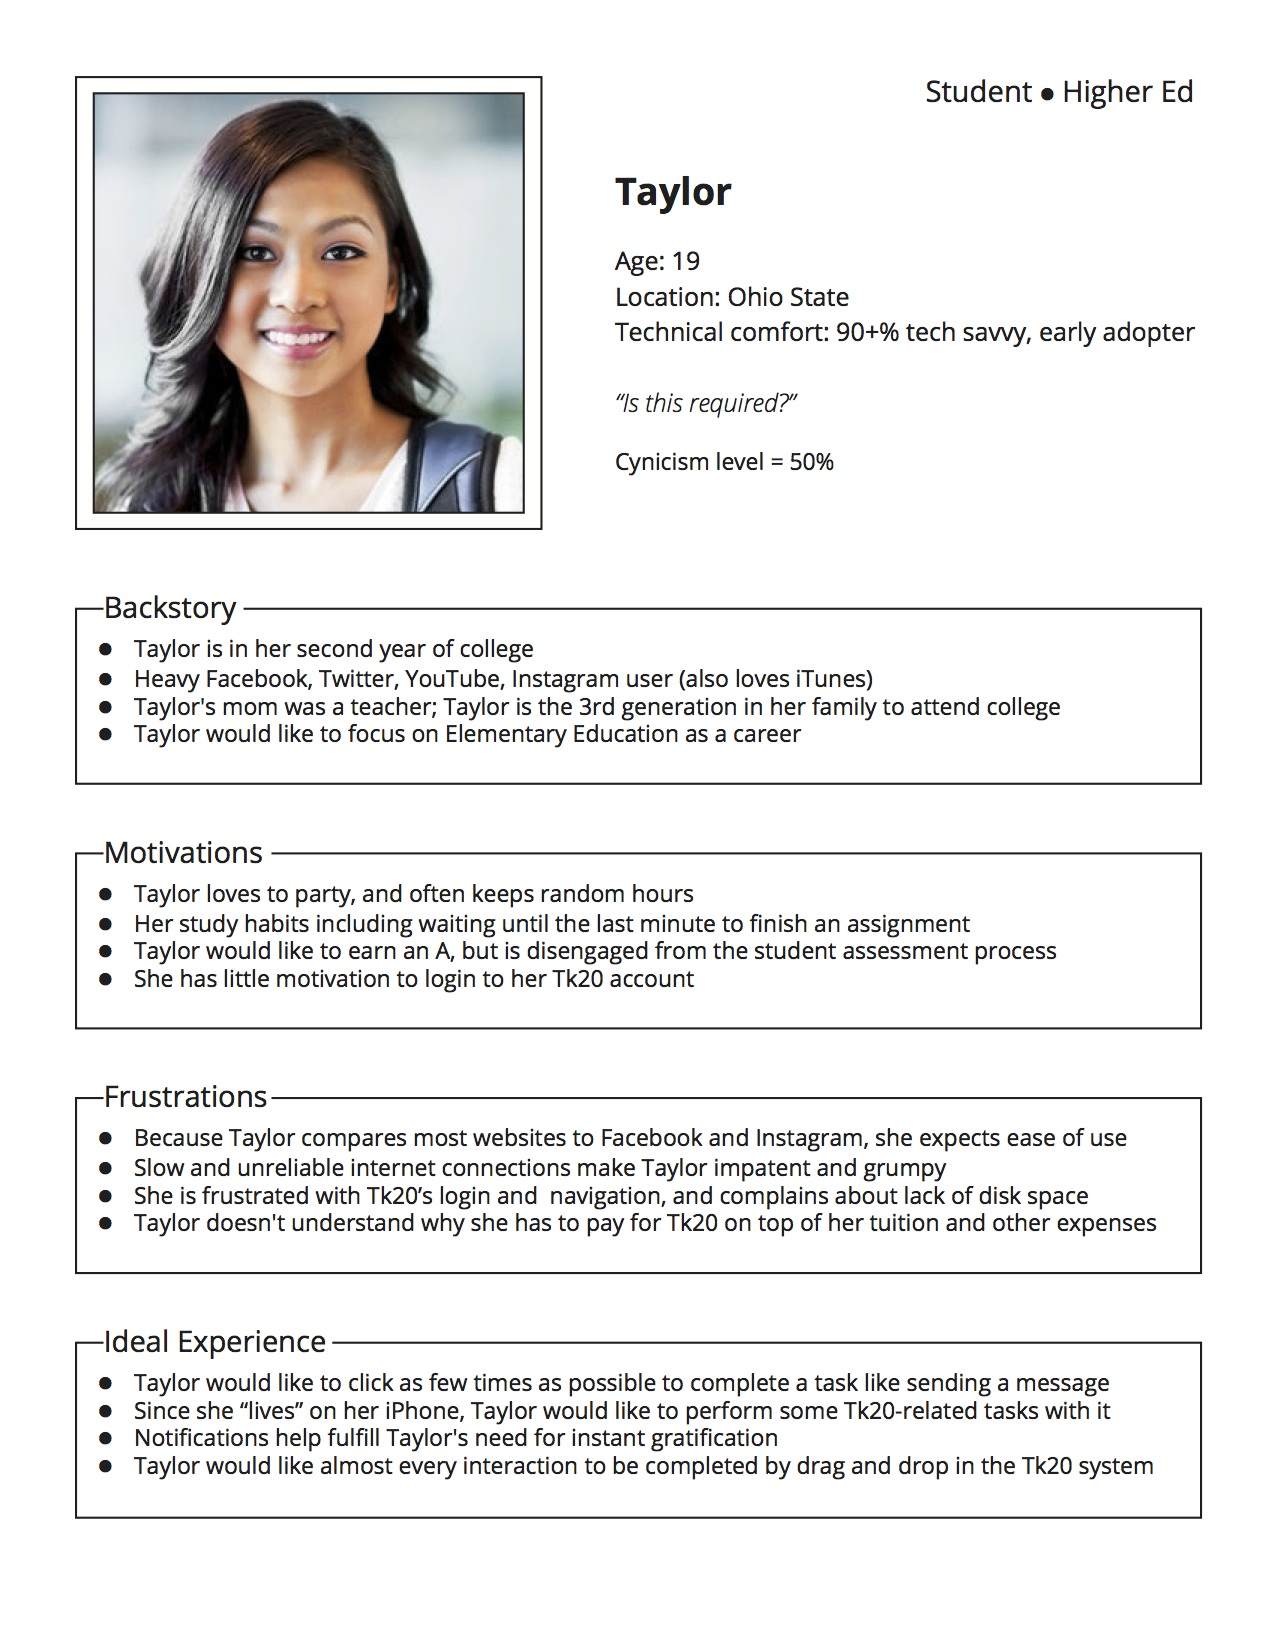 Student ● Higher Ed
Taylor
Age: 19
Location: Ohio State
Technical comfort: 90+% tech savvy, early adopter
“Is this required?”
Cynicism level = 50%
Backstory
● Taylor is in her second year of college
● Heavy Facebook, Twitter, YouTube, Instagram user (also loves iTunes)
● Taylor's mom was a teacher; Taylor is the 3rd generation in her family to attend college
● Taylor would like to focus on Elementary Education as a career
Motivations
● Taylor loves to party, and often keeps random hours
● Her study habits including waiting until the last minute to finish an assignment
● Taylor would like to earn an A, but is disengaged from the student assessment process
● She has little motivation to login to her Tk20 account
Frustrations
● Because Taylor compares most websites to Facebook and Instagram, she expects ease of use
● Slow and unreliable internet connections make Taylor impatent and grumpy
● She is frustrated with Tk20’s login and  navigation, and complains about lack of disk space
● Taylor doesn't understand why she has to pay for Tk20 on top of her tuition and other expenses
Ideal Experience
● Taylor would like to click as few times as possible to complete a task like sending a message
● Since she “lives” on her iPhone, Taylor would like to perform some Tk20-related tasks with it
● Notifications help fulfill Taylor's need for instant gratification
● Taylor would like almost every interaction to be completed by drag and drop in the Tk20 system